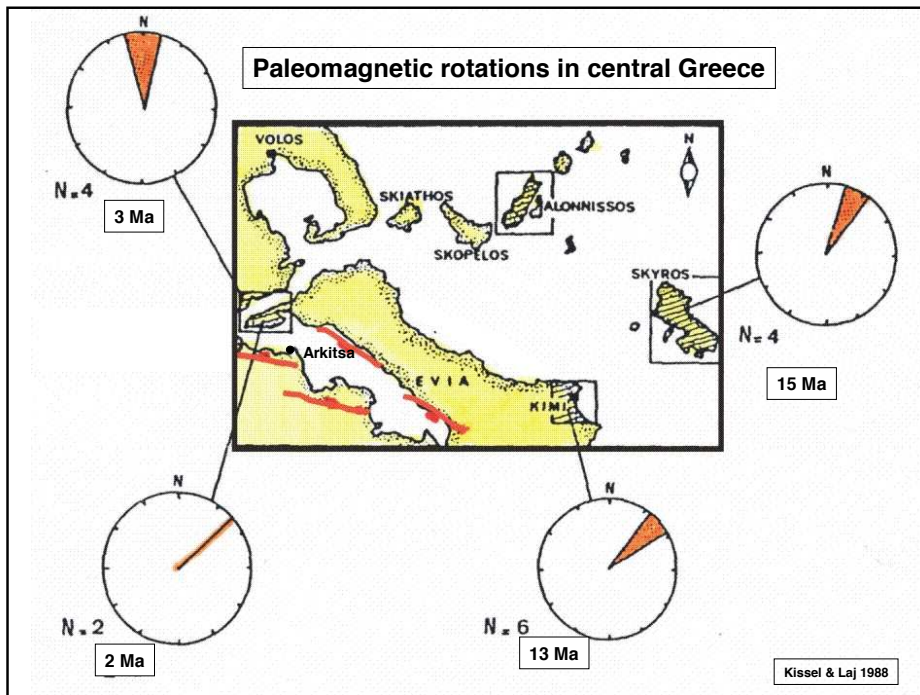 Paleomagnetic rotations in central Greece
N
N=4
3 Ma
VOLOS
SKIATHOS
SKOPELOS
ALONNISSOS
N
SKYROS
N
N=4
15 Ma
Arkitsa
EVIA
KIMI
N
N=2
2 Ma
N
N=6
13 Ma
Kissel & Laj 1988